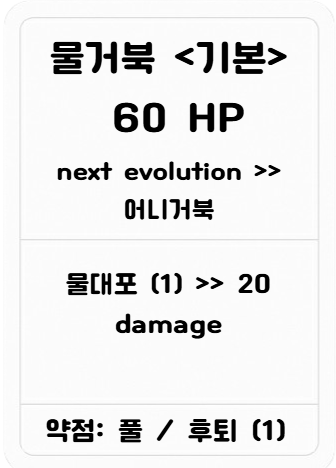 물거북 <기본>
60 HP
next evolution >>
어니거북
물대포 (1) >> 20
damage
약점: 풀 / 후퇴 (1)